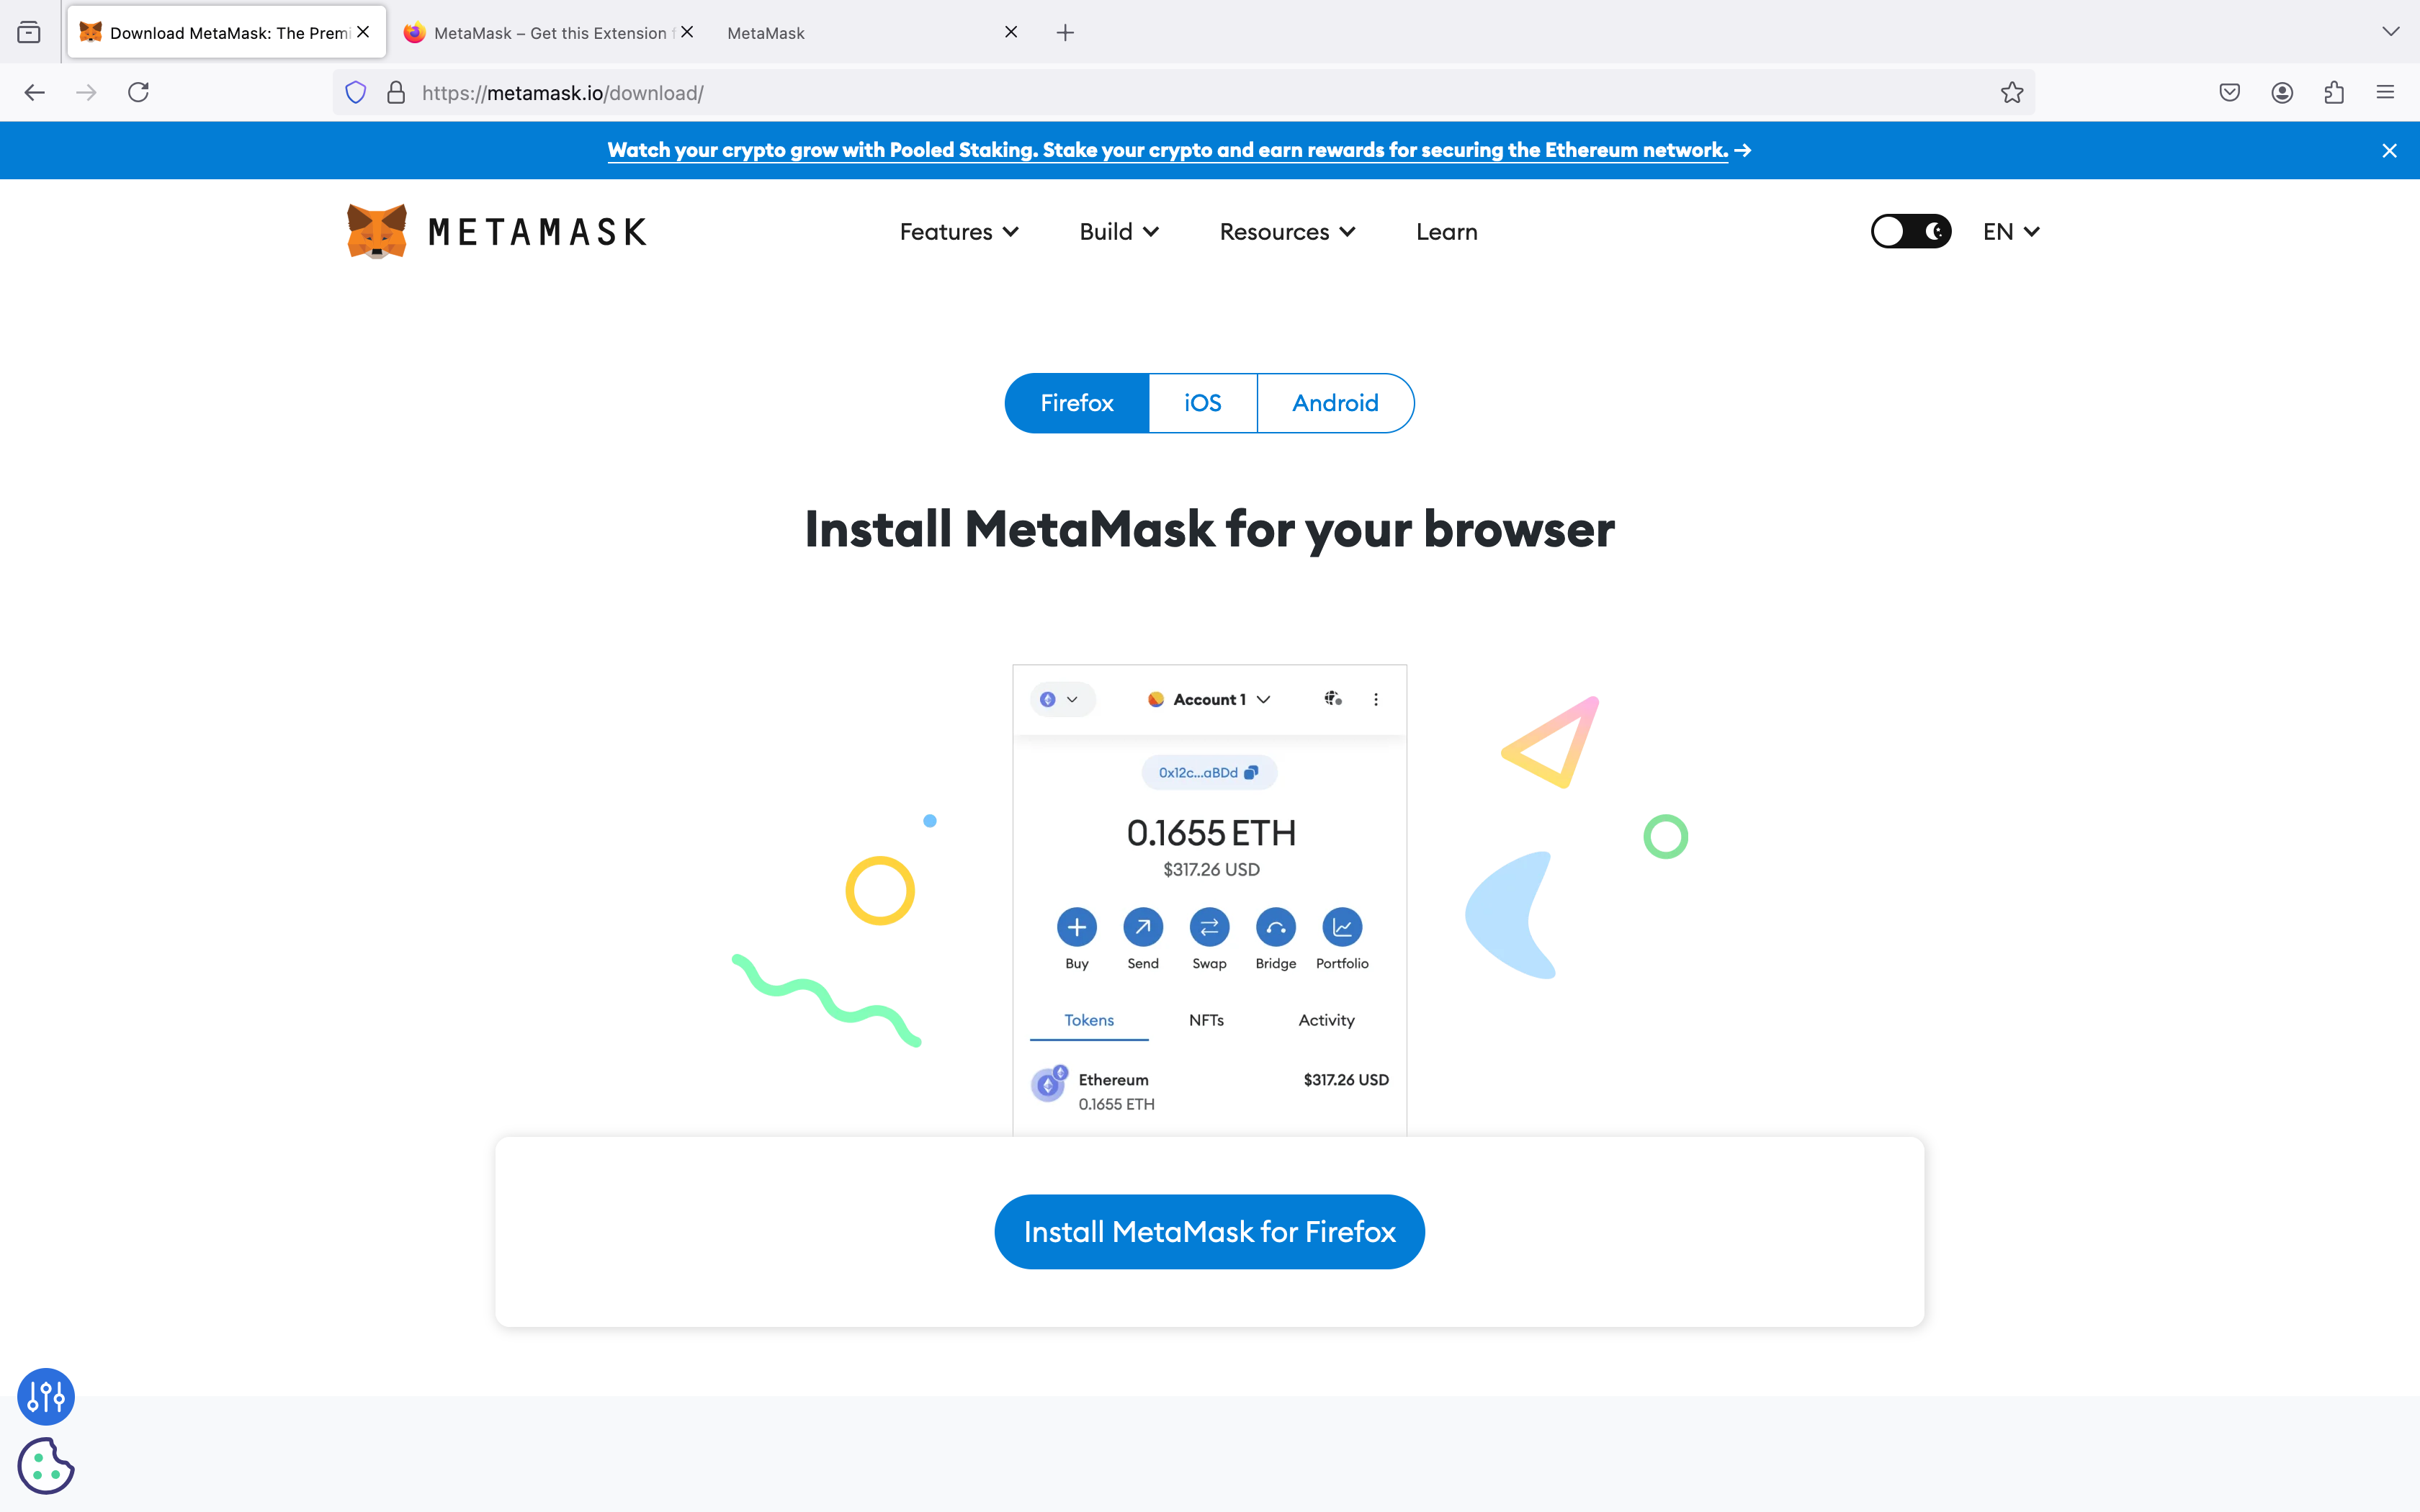 Download MetaMask: The Premi
MetaMask – Get this Extension f
MetaMask
https://metamask.io/download/
Watch your crypto grow with Pooled Staking. Stake your crypto and earn rewards for securing the Ethereum network. →
METAMASK
Features
Build
Resources
Learn
EN
Firefox
iOS
Android
Install MetaMask for your browser
Account 1
0x12c...aBDd
0.1655 ETH
$317.26 USD
Buy
Send
Swap
Bridge
Portfolio
Tokens
NFTs
Activity
Ethereum
$317.26 USD
0.1655 ETH
Install MetaMask for Firefox